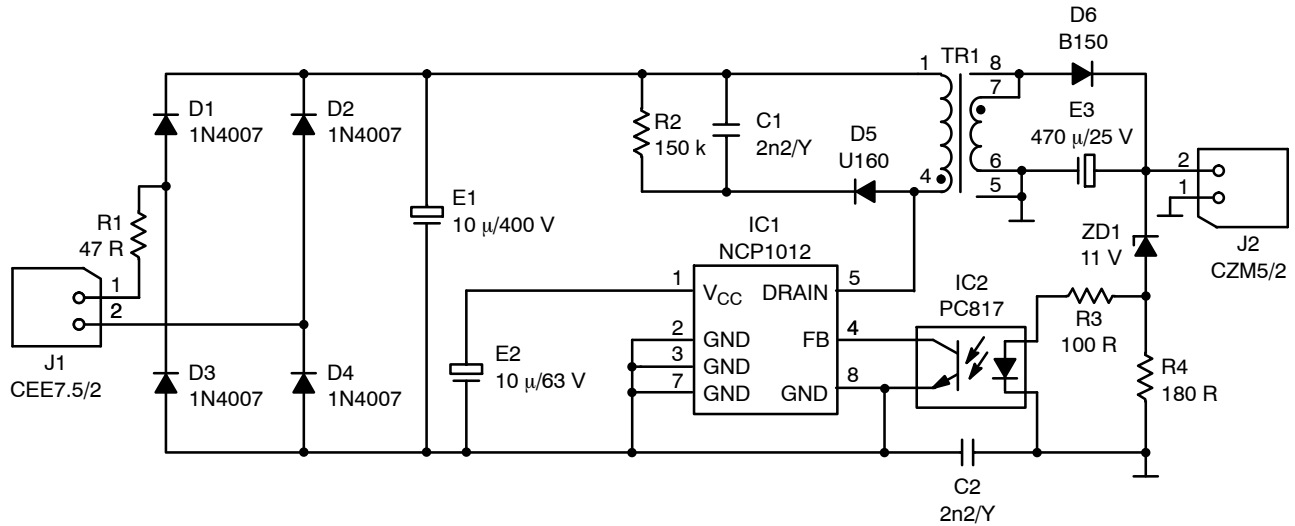 D6
B150
TR1
1
8
7
D1
1N4007
D2
1N4007
R2
150 k
C1
2n2/Y
D5
U160
E3
470 μ/25 V
4
6
5
2
1
R1
47 R
E1
10 μ/400 V
IC1
NCP1012
ZD1
11 V
J2
CZM5/2
1
2
J1
CEE7.5/2
1
VCC
DRAIN
5
IC2
PC817
R3
100 R
2
GND
FB
4
3
GND
7
GND
GND
8
E2
10 μ/63 V
D3
1N4007
D4
1N4007
R4
180 R
C2
2n2/Y